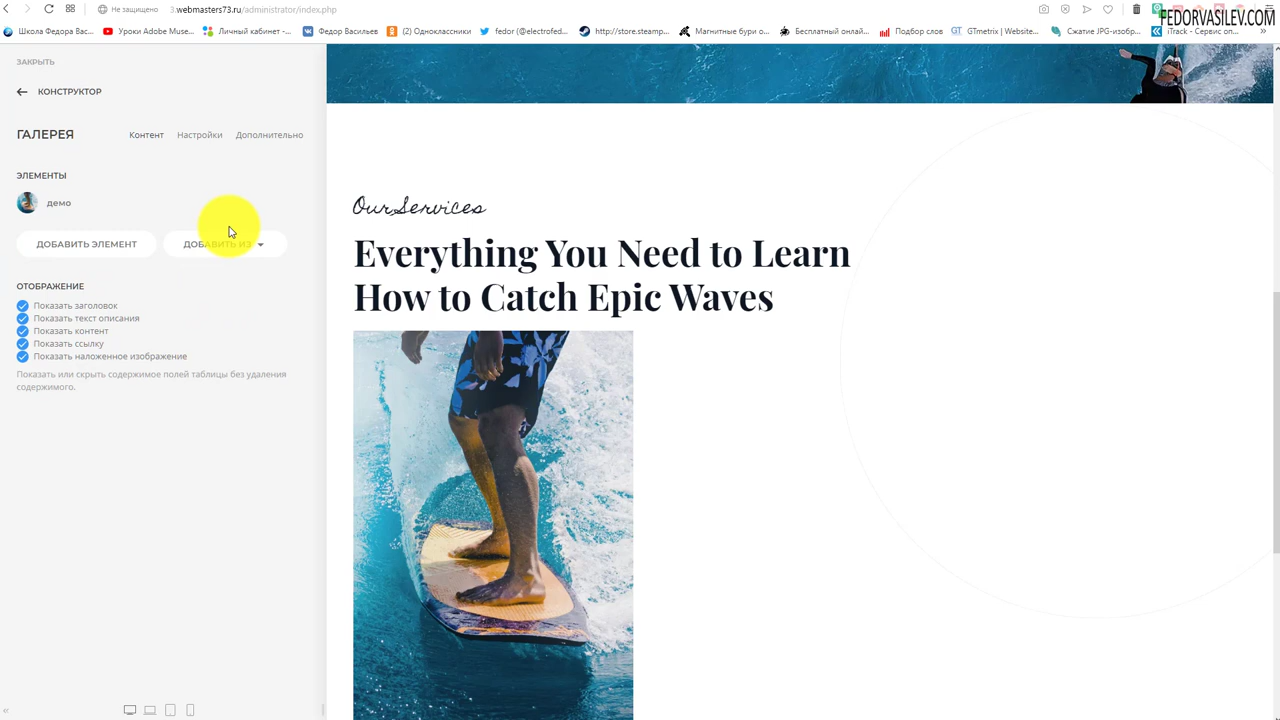 Не защищено
3.webmasters73.ru/administrator/index.php
FEDORVASILEV.COM
Школа Федора Вас...
Уроки Adobe Muse...
Личный кабинет -...
Федор Васильев
(2) Одноклассники
fedor (@electrofed...
http://store.steamp...
Магнитные бури о...
Бесплатный онлай...
Подбор слов
GTmetrix | Website...
Сжатие JPG-изобр...
iTrack - Сервис оп...
ЗАКРЫТЬ
КОНСТРУКТОР
ГАЛЕРЕЯ
Контент
Настройки
Дополнительно
ЭЛЕМЕНТЫ
демо
ДОБАВИТЬ ЭЛЕМЕНТ
ДОБАВИТЬ ИЗ
ОТОБРАЖЕНИЕ
Показать заголовок
Показать текст описания
Показать контент
Показать ссылку
Показать наложенное изображение
Показать или скрыть содержимое полей таблицы без удаления
содержимого.
Our Services
Everything You Need to Learn
How to Catch Epic Waves